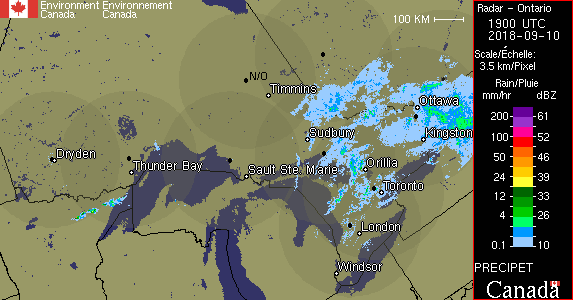 Environment Environnement
Canada Canada
100 KM
N/O
Timmins
Ottawa
Sudbury
Kingston
Dryden
Thunder Bay
Sault Ste. Marie
Orillia
Toronto
London
Windsor
Radar - Ontario
1900 UTC
2018-09-10
Scale/Échelle:
3.5 km/Pixel
Rain/Pluie
mm/hr dBZ
200 61
100 52
50 46
24 39
12 33
4 26
0.1 10
PRECIPET
Canada